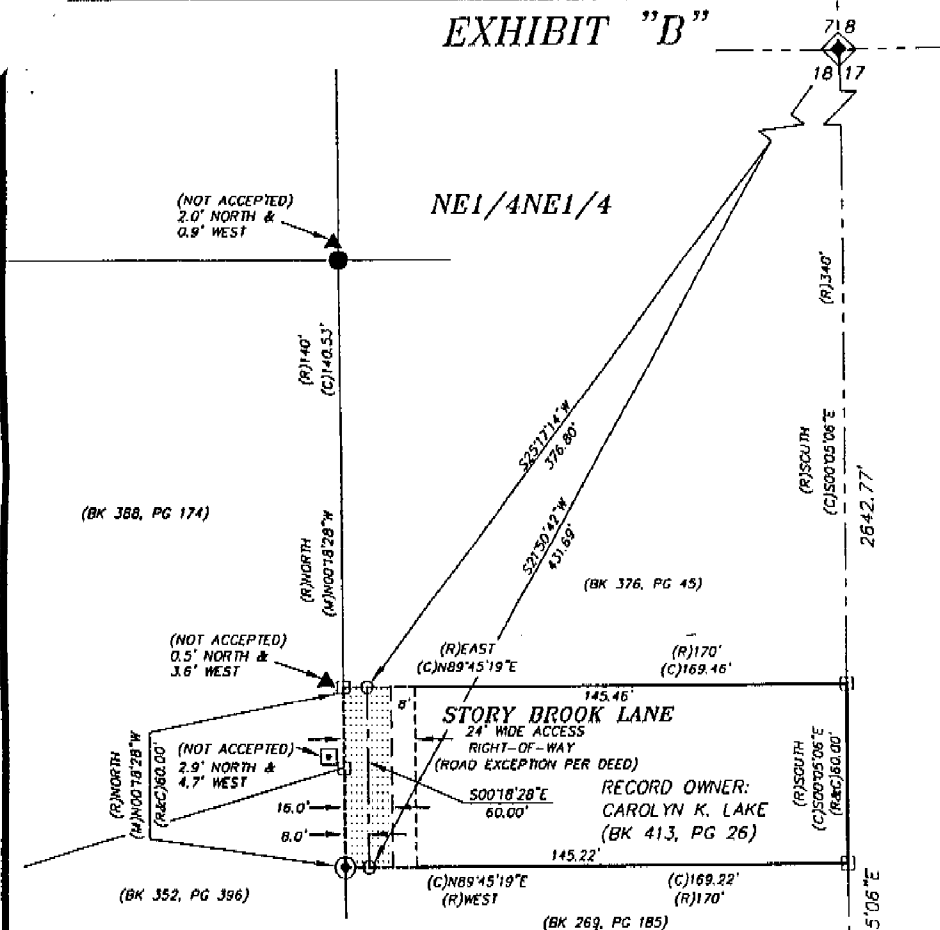 EXHIBIT "B"
7 8
18 17
(NOT ACCEPTED)
2.0' NORTH &
0.9' WEST
NE1/4NE1/4
(R)340'
(R)140'
(C)140.53'
S25°17'14"W
376.80'
(R)SOUTH
(C)S00°05'06"E
2642.77'
(BK 388, PG 174)
(R)NORTH
(M)N00°18'28"W
S21°50'42"W
431.69'
(BK 376, PG 45)
(NOT ACCEPTED)
0.5' NORTH &
3.6' WEST
(R)EAST
(C)N89°45'19"E
(R)170'
(C)169.46'
145.46'
8'
STORY BROOK LANE
24' WIDE ACCESS
RIGHT-OF-WAY
(ROAD EXCEPTION PER DEED)
(R)NORTH
(M)N00°18'28"W
(R&C)60.00'
(NOT ACCEPTED)
2.9' NORTH &
4.7' WEST
S00°18'28"E
60.00'
RECORD OWNER:
CAROLYN K. LAKE
(BK 413, PG 26)
(R)SOUTH
(C)S00°05'06"E
(R&C)60.00'
16.0'
8.0'
145.22'
(C)N89°45'19"E
(R)WEST
(C)169.22'
(R)170'
(BK 352, PG 396)
(BK 269, PG 185)
5'06"E